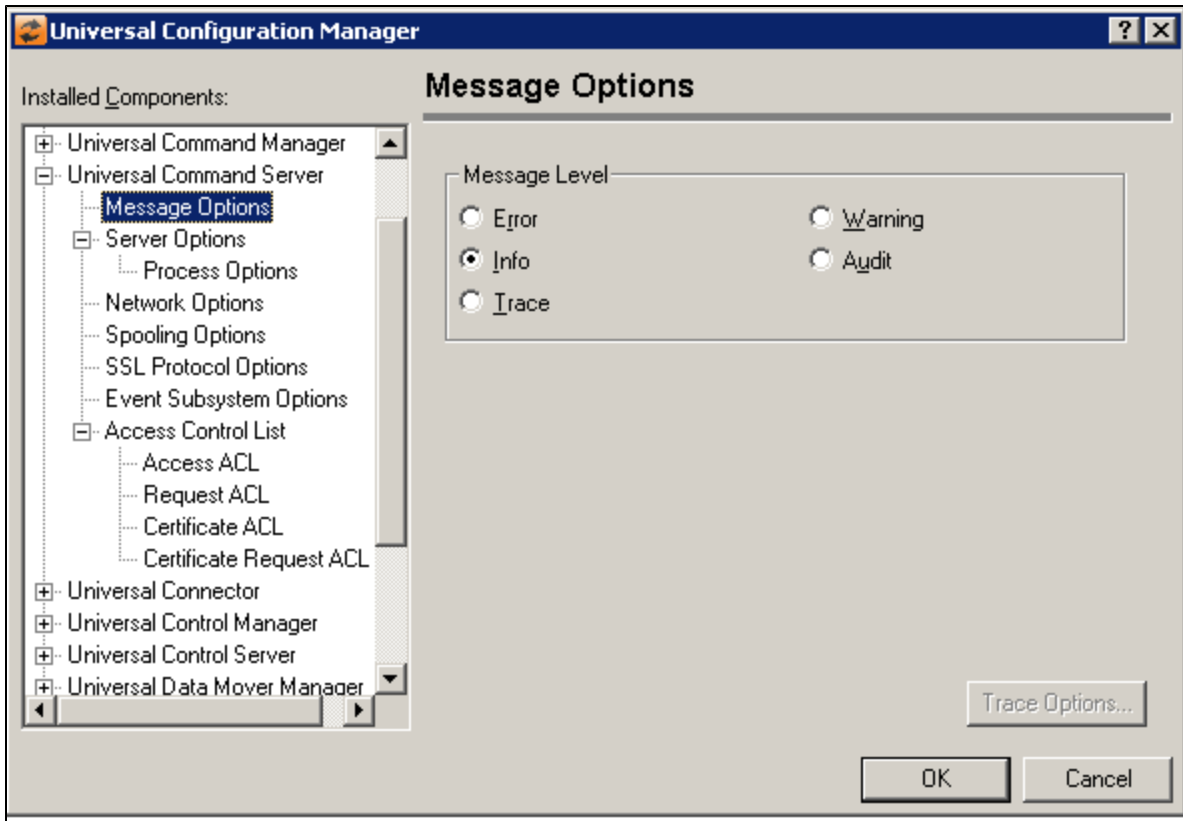 Universal Configuration Manager
Installed Components:
Universal Command Manager
Universal Command Server
Message Options
Server Options
Process Options
Network Options
Spooling Options
SSL Protocol Options
Event Subsystem Options
Access Control List
Access ACL
Request ACL
Certificate ACL
Certificate Request ACL
Universal Connector
Universal Control Manager
Universal Control Server
Universal Data Mover Manager
Message Options
Message Level
Error
Warning
Info
Audit
Trace
Trace Options...
OK
Cancel